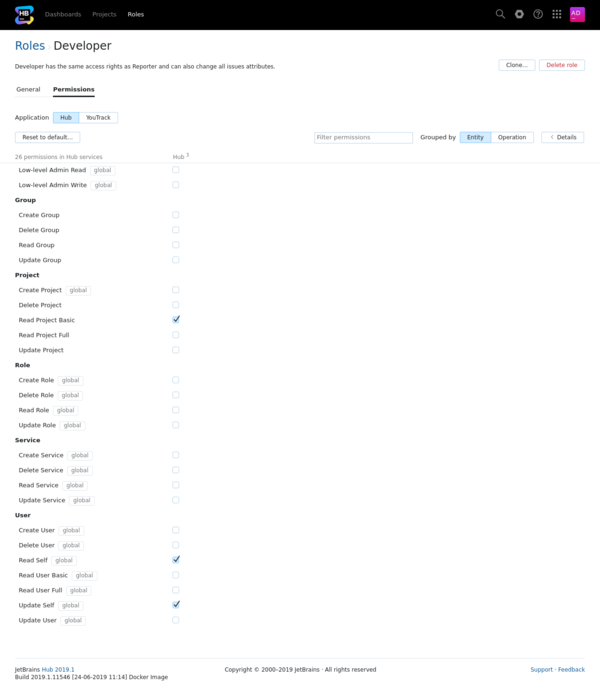 HB
Dashboards Projects Roles AD
Roles Developer
Developer has the same access rights as Reporter and can also change all issues attributes. Clone... Delete role
General Permissions
Application Hub YouTrack
Reset to default... Filter permissions Grouped by Entity Operation Details
26 permissions in Hub services Hub
Low-level Admin Read global
Low-level Admin Write global
Group
Create Group
Delete Group
Read Group
Update Group
Project
Create Project global
Delete Project
Read Project Basic
Read Project Full
Update Project
Role
Create Role global
Delete Role global
Read Role global
Update Role global
Service
Create Service global
Delete Service global
Read Service global
Update Service global
User
Create User global
Delete User global
Read Self global
Read User Basic global
Read User Full global
Update Self global
Update User global
JetBrains Hub 2019.1 Copyright © 2000–2019 JetBrains · All rights reserved Support · Feedback
Build 2019.1.11546 [24-06-2019 11:14] Docker Image